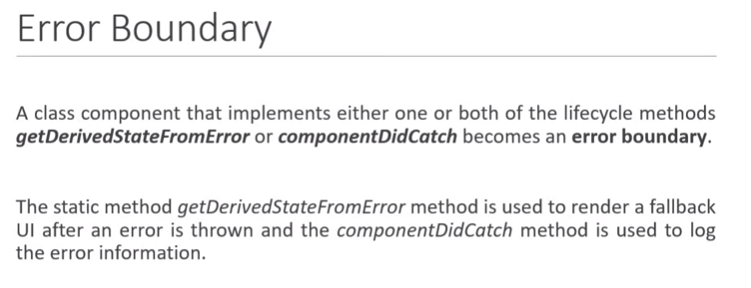 Error Boundary
A class component that implements either one or both of the lifecycle methods
getDerivedStateFromError or componentDidCatch becomes an error boundary.
The static method getDerivedStateFromError method is used to render a fallback
UI after an error is thrown and the componentDidCatch method is used to log
the error information.